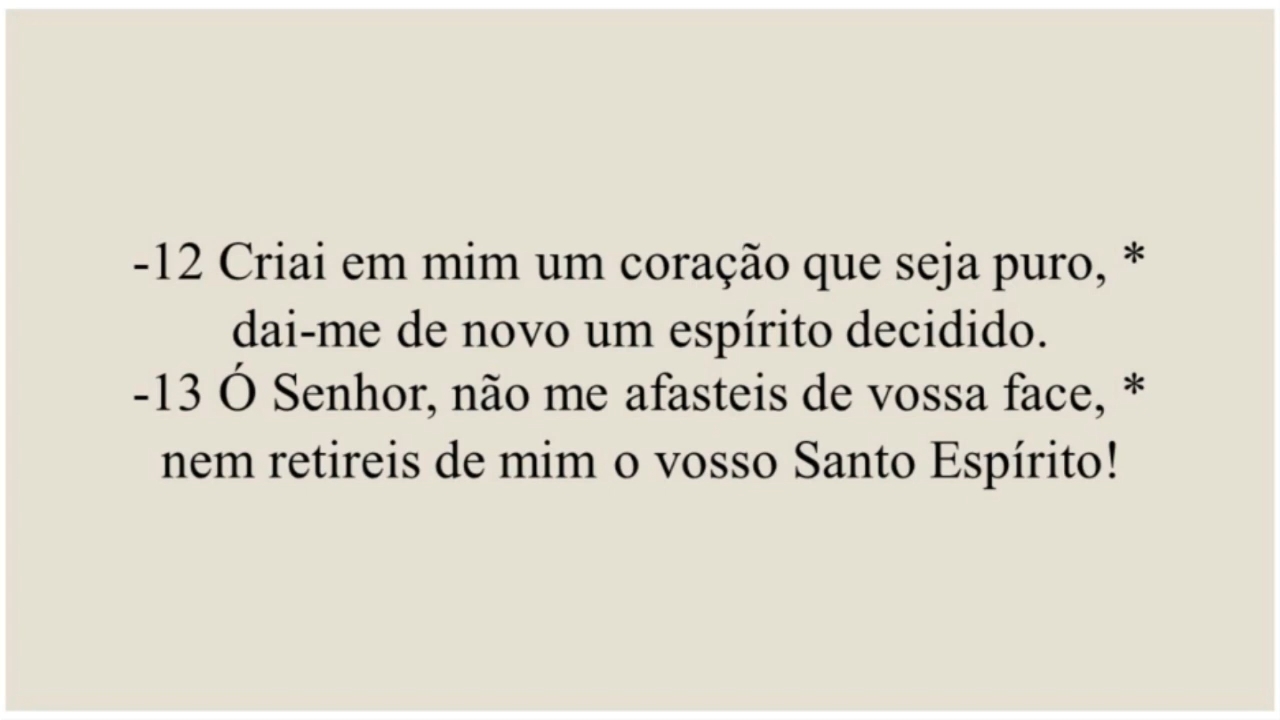 -12 Criai em mim um coração que seja puro, *
dai-me de novo um espírito decidido.
-13 Ó Senhor, não me afasteis de vossa face, *
nem retireis de mim o vosso Santo Espírito!